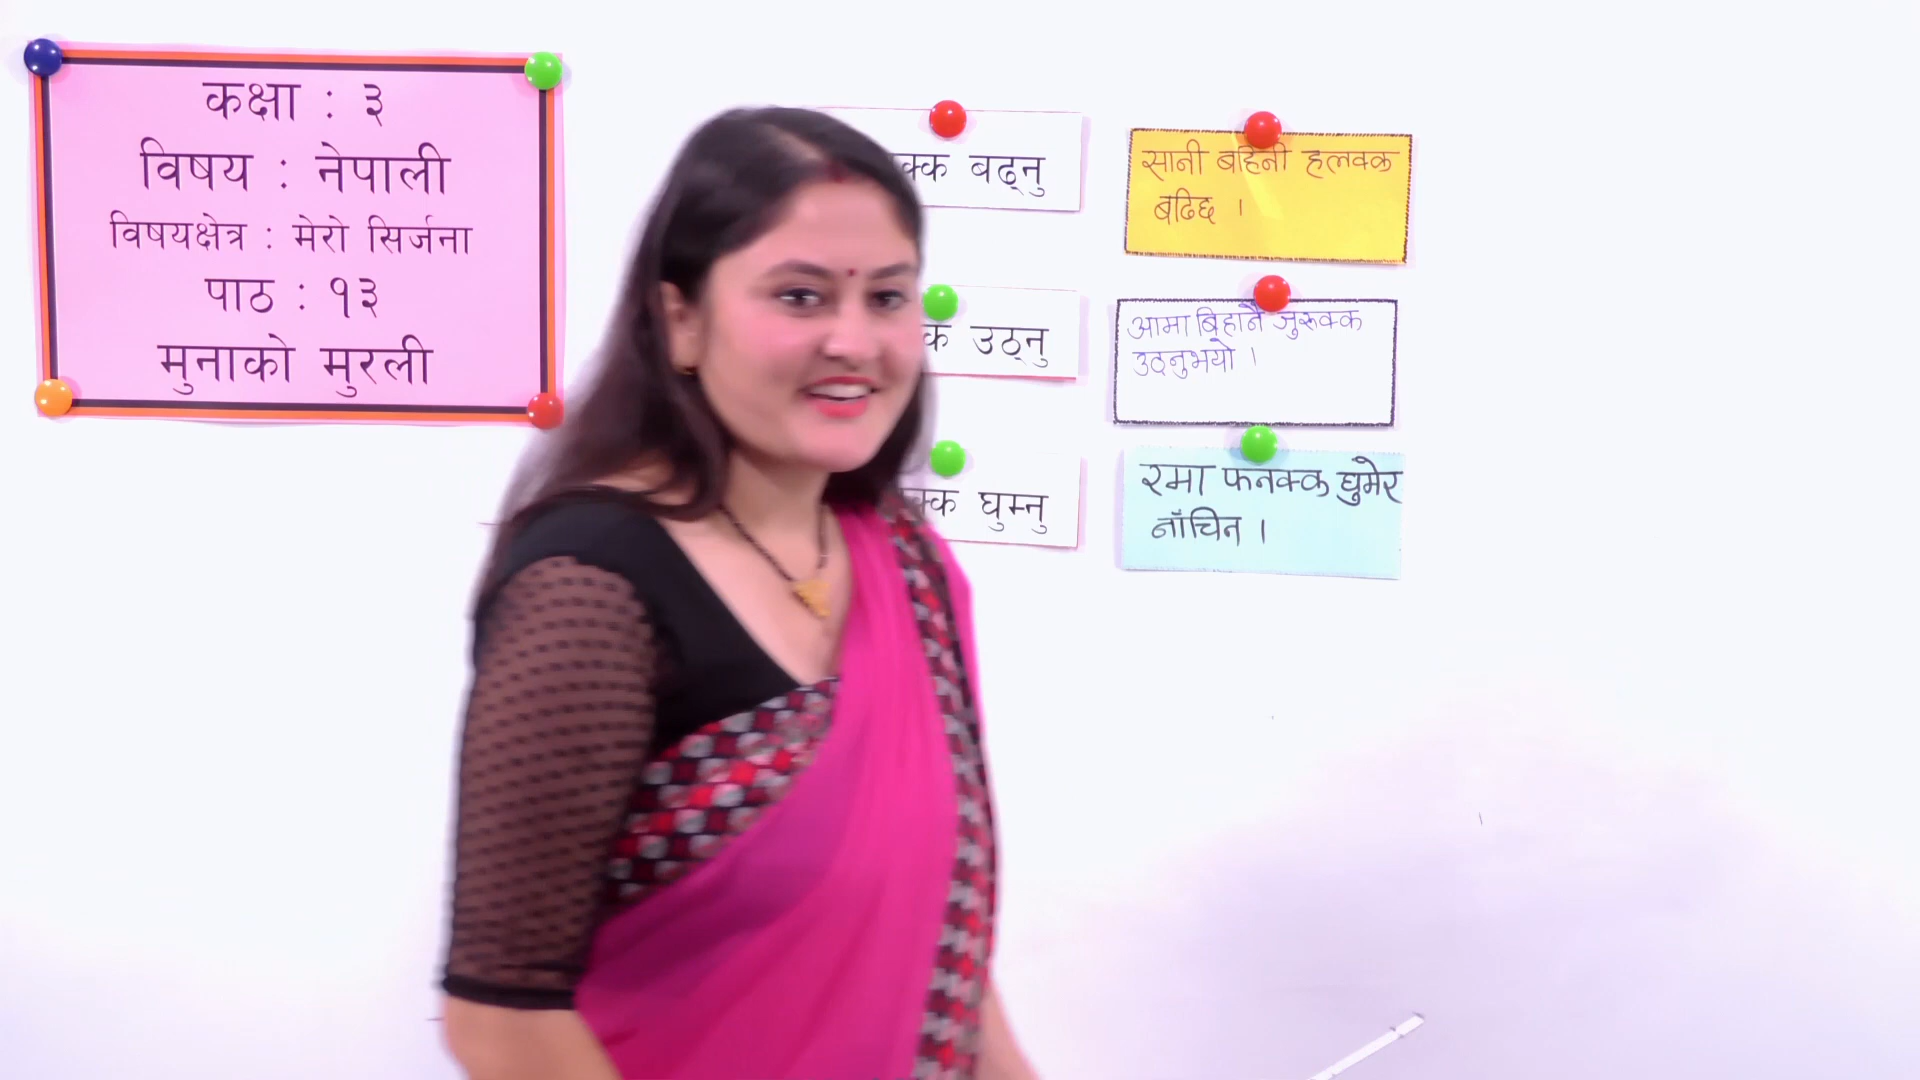 कक्षा : ३
विषय : नेपाली
विषयक्षेत्र : मेरो सिर्जना
पाठ : १३
मुनाको मुरली
क्क बढ्नु
क उठ्नु
क्क घुम्नु
सानी बहिनी हलक्क
बढिछ ।
आमा बिहानै जुरुक्क
उठ्नुभयो ।
रमा फनक्क घुमेर
नाँचिन ।